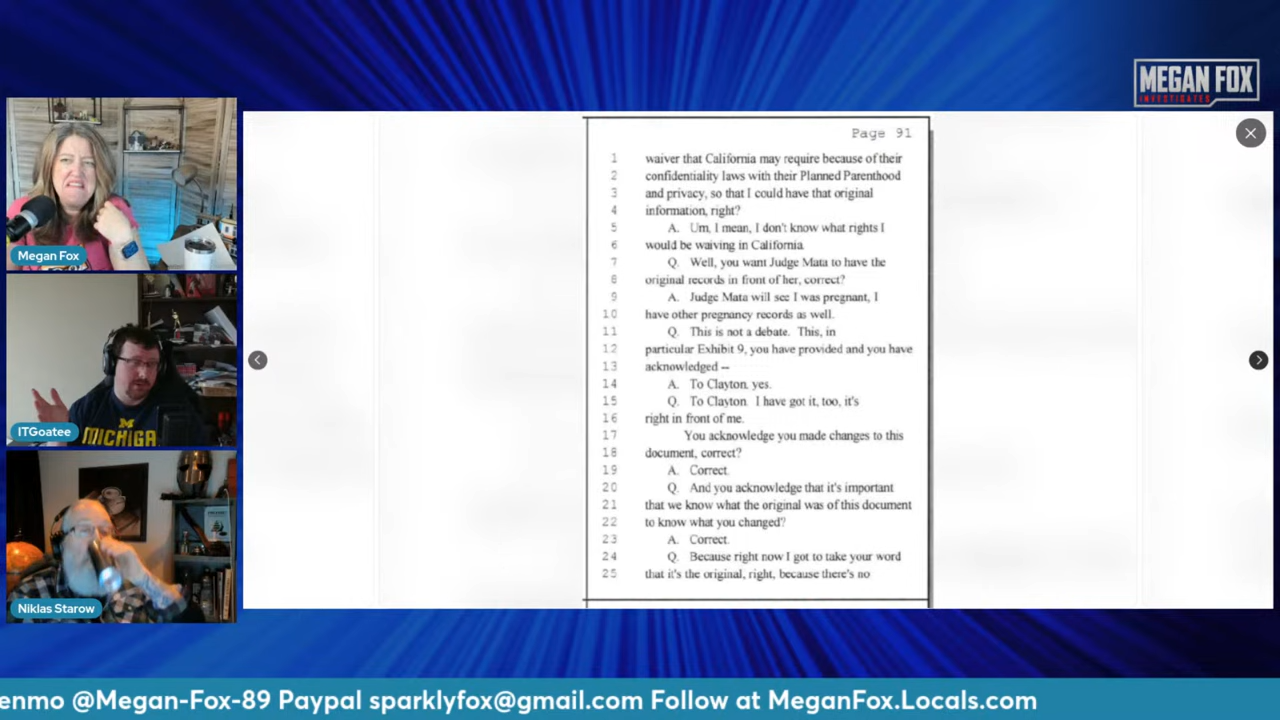 MEGAN FOX
INVESTIGATES
Page 91
1 waiver that California may require because of their
2 confidentiality laws with their Planned Parenthood
3 and privacy, so that I could have that original
4 information, right?
5 A. Um, I mean, I don't know what rights I
6 would be waiving in California.
7 Q. Well, you want Judge Mata to have the
8 original records in front of her, correct?
9 A. Judge Mata will see I was pregnant, I
10 have other pregnancy records as well.
11 Q. This is not a debate. This, in
12 particular Exhibit 9, you have provided and you have
13 acknowledged --
14 A. To Clayton, yes.
15 Q. To Clayton. I have got it, too, it's
16 right in front of me.
17 You acknowledge you made changes to this
18 document, correct?
19 A. Correct.
20 Q. And you acknowledge that it's important
21 that we know what the original was of this document
22 to know what you changed?
23 A. Correct.
24 Q. Because right now I got to take your word
25 that it's the original, right, because there's no
Megan Fox
ITGoatee
MICHIGA
Niklas Starow
enmo @Megan-Fox-89 Paypal sparklyfox@gmail.com Follow at MeganFox.Locals.com